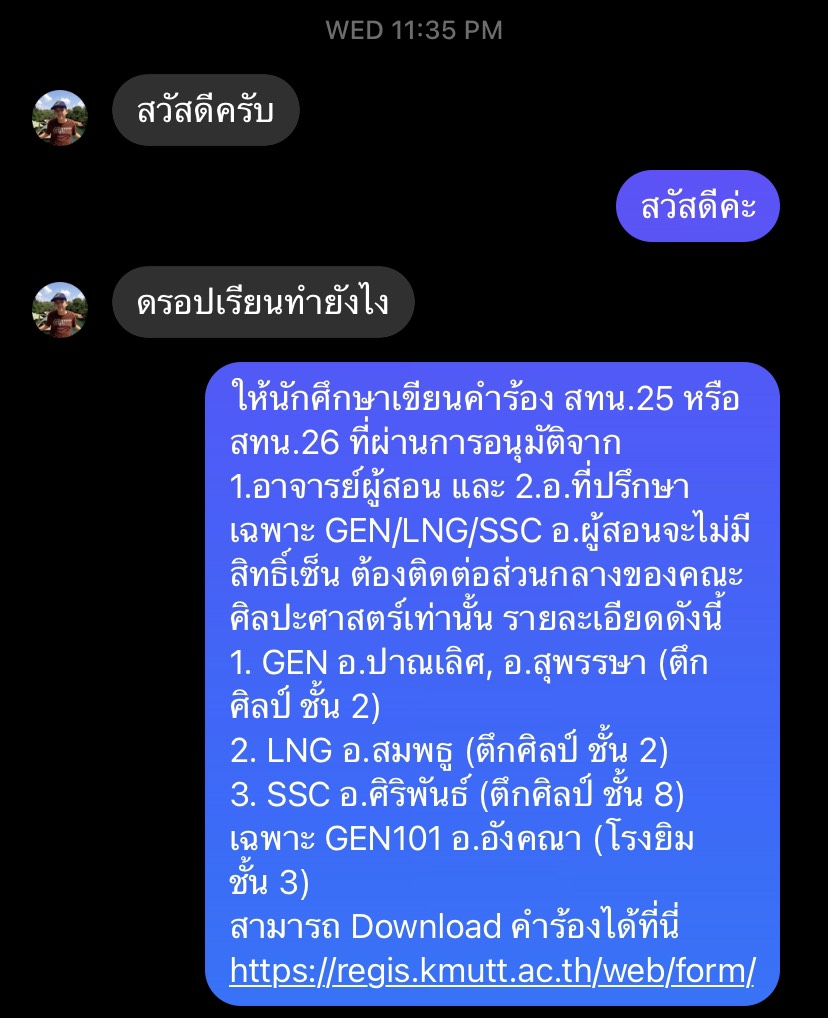 WED 11:35 PM
สวัสดีครับ
สวัสดีค่ะ
ดรอปเรียนทำยังไง
ให้นักศึกษาเขียนคำร้อง สทน.25 หรือ
สทน.26 ที่ผ่านการอนุมัติจาก
1.อาจารย์ผู้สอน และ 2.อ.ที่ปรึกษา
เฉพาะ GEN/LNG/SSC อ.ผู้สอนจะไม่มี
สิทธิ์เซ็น ต้องติดต่อส่วนกลางของคณะ
ศิลปะศาสตร์เท่านั้น รายละเอียดดังนี้
1. GEN อ.ปาณเลิศ, อ.สุพรรษา (ตึก
ศิลป์ ชั้น 2)
2. LNG อ.สมพธู (ตึกศิลป์ ชั้น 2)
3. SSC อ.ศิริพันธ์ (ตึกศิลป์ ชั้น 8)
เฉพาะ GEN101 อ.อังคณา (โรงยิม
ชั้น 3)
สามารถ Download คำร้องได้ที่นี่
https://regis.kmutt.ac.th/web/form/